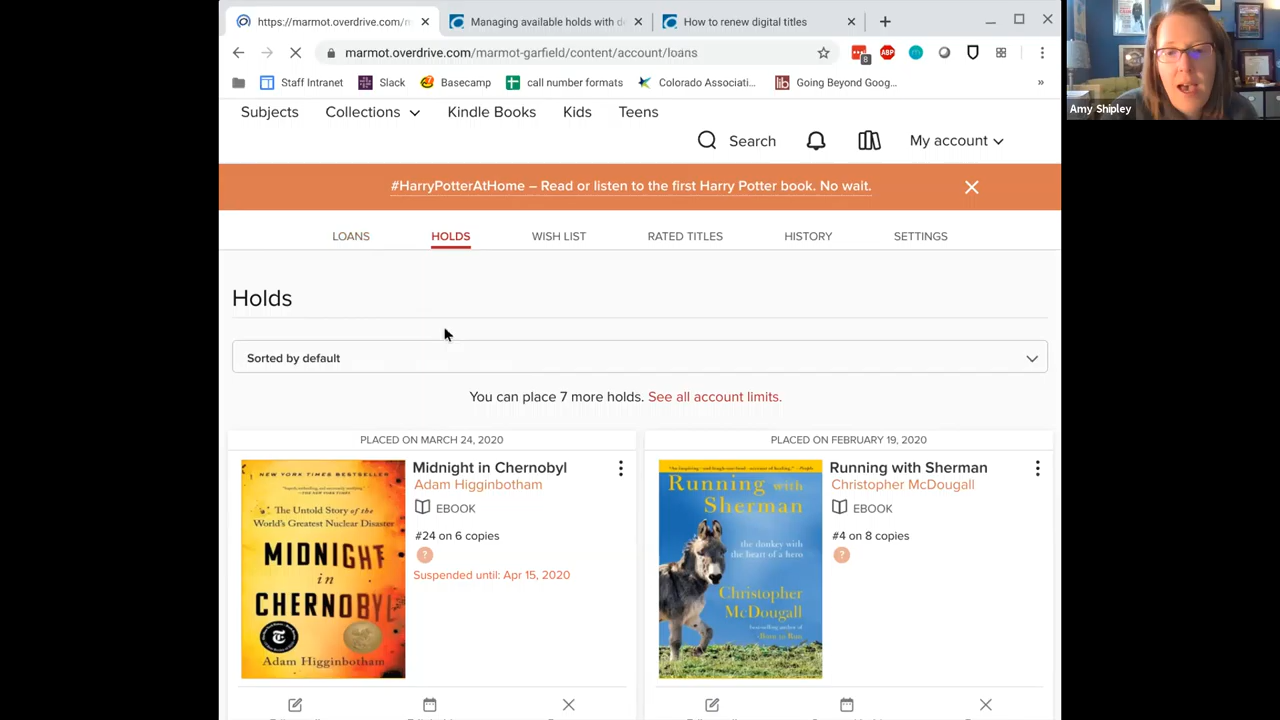 https://marmot.overdrive.com/m
Managing available holds with d
How to renew digital titles
marmot.overdrive.com/marmot-garfield/content/account/loans
8
ABP
Staff Intranet
Slack
Basecamp
call number formats
Colorado Associati...
lib
Going Beyond Goog...
»
Amy Shipley
Subjects
Collections
Kindle Books
Kids
Teens
Search
My account
#HarryPotterAtHome – Read or listen to the first Harry Potter book. No wait.
LOANS
HOLDS
WISH LIST
RATED TITLES
HISTORY
SETTINGS
Holds
Sorted by default
You can place 7 more holds. See all account limits.
PLACED ON MARCH 24, 2020
NEW YORK TIMES BESTSELLER
The Untold Story of the
World's Greatest Nuclear Disaster
MIDNIGHT
in
CHERNOBYL
Adam Higginbotham
Midnight in Chernobyl
Adam Higginbotham
EBOOK
#24 on 6 copies
?
Suspended until: Apr 15, 2020
PLACED ON FEBRUARY 19, 2020
Running with
Sherman
the donkey with
the heart of a hero
Christopher
McDougall
Running with Sherman
Christopher McDougall
EBOOK
#4 on 8 copies
?